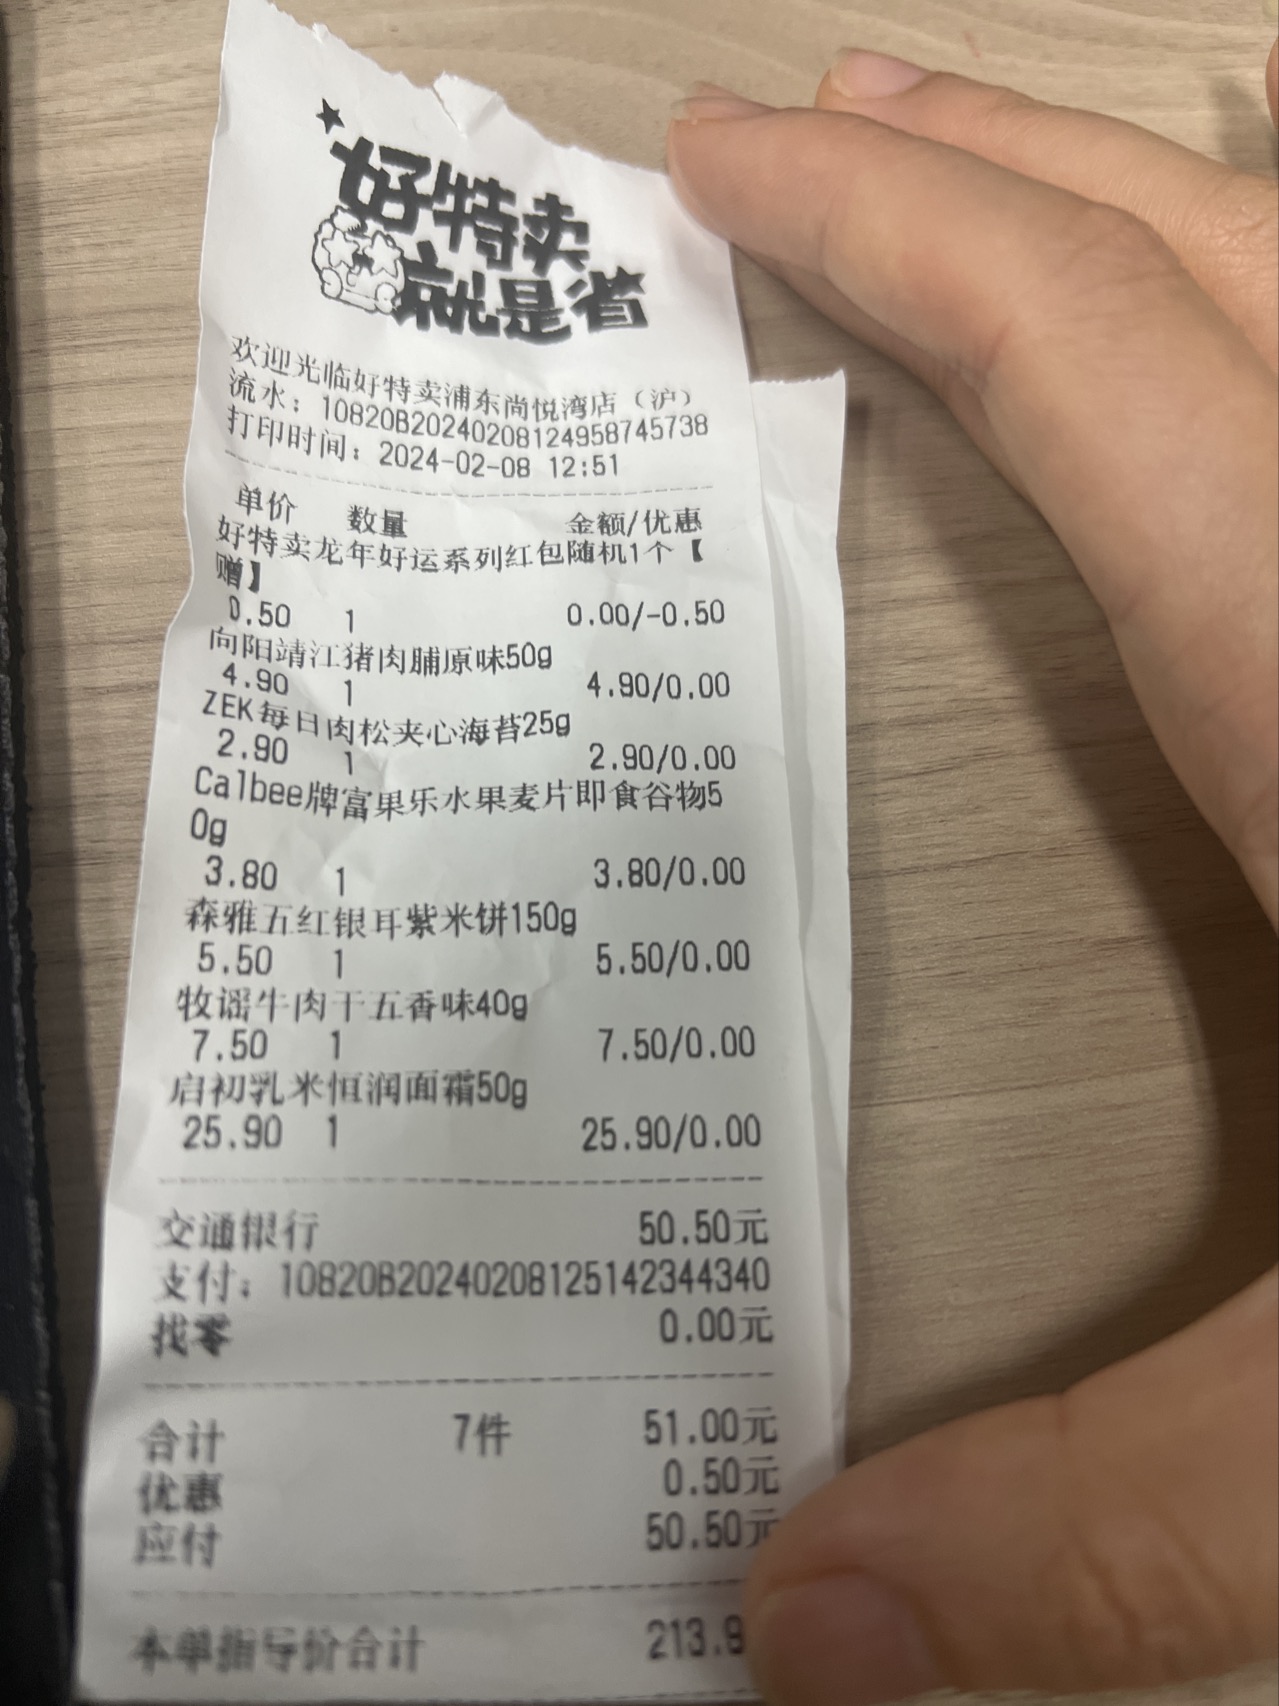 好特卖
就是省
欢迎光临好特卖浦东尚悦湾店（沪）
流水：10820B20240208124958745738
打印时间：2024-02-08 12:51
单价 数量 金额/优惠
好特卖龙年好运系列红包随机1个【
赠】
0.50 1 0.00/-0.50
向阳靖江猪肉脯原味50g
4.90 1 4.90/0.00
ZEK每日肉松夹心海苔25g
2.90 1 2.90/0.00
Calbee牌富果乐水果麦片即食谷物5
0g
3.80 1 3.80/0.00
森雅五红银耳紫米饼150g
5.50 1 5.50/0.00
牧谣牛肉干五香味40g
7.50 1 7.50/0.00
启初乳米恒润面霜50g
25.90 1 25.90/0.00
交通银行 50.50元
支付：10820B20240208125142344340
找零 0.00元
合计 7件 51.00元
优惠 0.50元
应付 50.50元
本单指导价合计 213.9